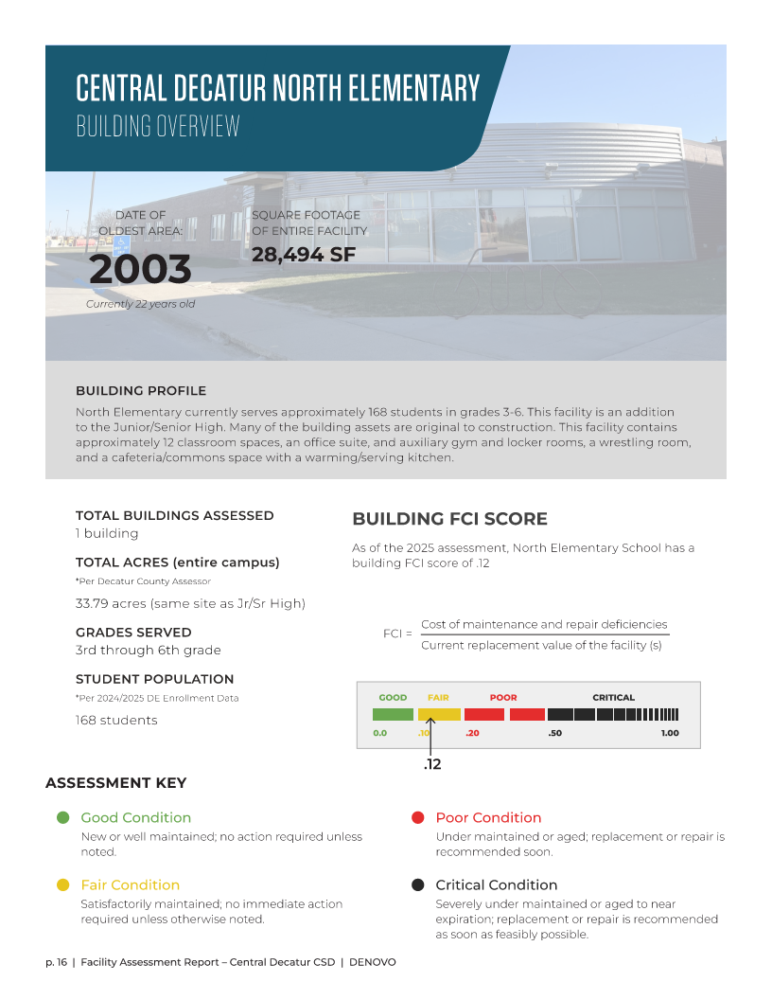 CENTRAL DECATUR NORTH ELEMENTARY
BUILDING OVERVIEW
DATE OF
OLDEST AREA:
2003
Currently 22 years old
SQUARE FOOTAGE
OF ENTIRE FACILITY
28,494 SF
BUILDING PROFILE
North Elementary currently serves approximately 168 students in grades 3-6. This facility is an addition
to the Junior/Senior High. Many of the building assets are original to construction. This facility contains
approximately 12 classroom spaces, an office suite, and auxiliary gym and locker rooms, a wrestling room,
and a cafeteria/commons space with a warming/serving kitchen.
TOTAL BUILDINGS ASSESSED
1 building
TOTAL ACRES (entire campus)
*Per Decatur County Assessor
33.79 acres (same site as Jr/Sr High)
GRADES SERVED
3rd through 6th grade
STUDENT POPULATION
*Per 2024/2025 DE Enrollment Data
168 students
BUILDING FCI SCORE
As of the 2025 assessment, North Elementary School has a
building FCI score of .12
FCI =
Cost of maintenance and repair deficiencies
Current replacement value of the facility (s)
GOOD FAIR POOR CRITICAL
0.0 .10 .20 .50 1.00
.12
ASSESSMENT KEY
Good Condition
New or well maintained; no action required unless
noted.
Fair Condition
Satisfactorily maintained; no immediate action
required unless otherwise noted.
Poor Condition
Under maintained or aged; replacement or repair is
recommended soon.
Critical Condition
Severely under maintained or aged to near
expiration; replacement or repair is recommended
as soon as feasibly possible.
p. 16 | Facility Assessment Report – Central Decatur CSD | DENOVO